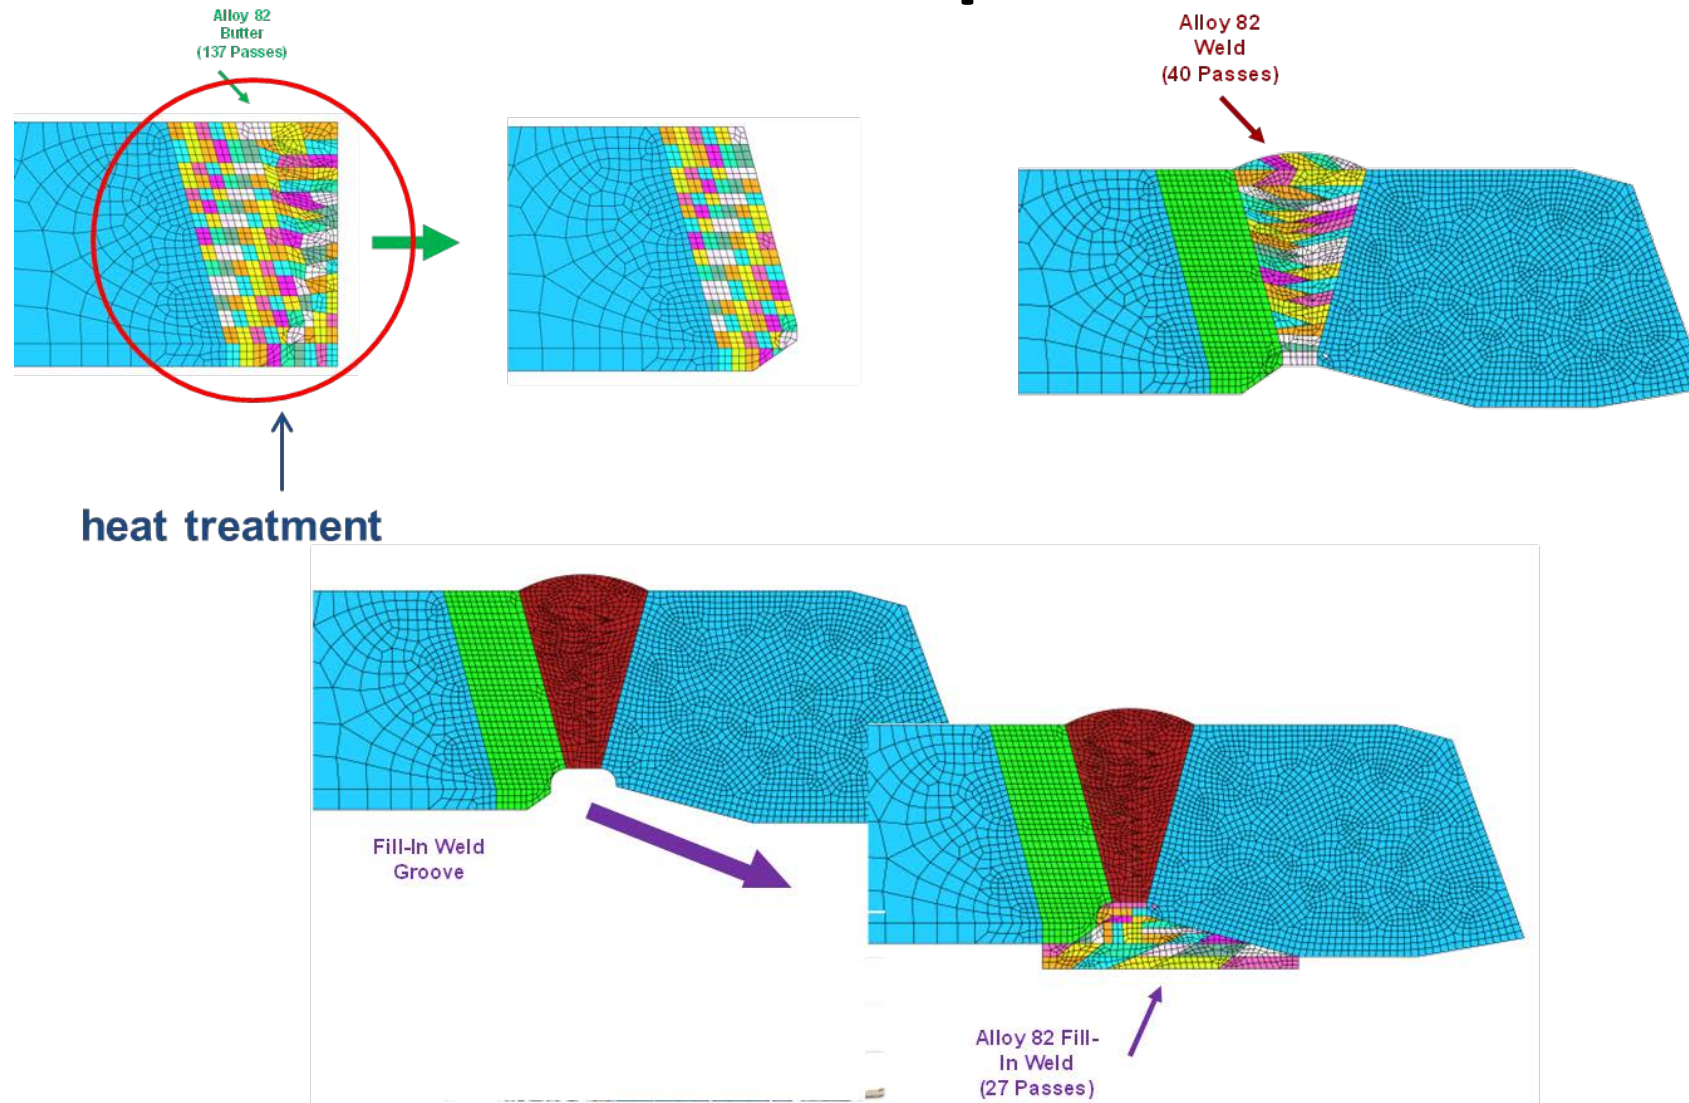 Alloy 82
Butter
(137 Passes)
Alloy 82
Weld
(40 Passes)
heat treatment
Fill-In Weld
Groove
Alloy 82 Fill-
In Weld
(27 Passes)